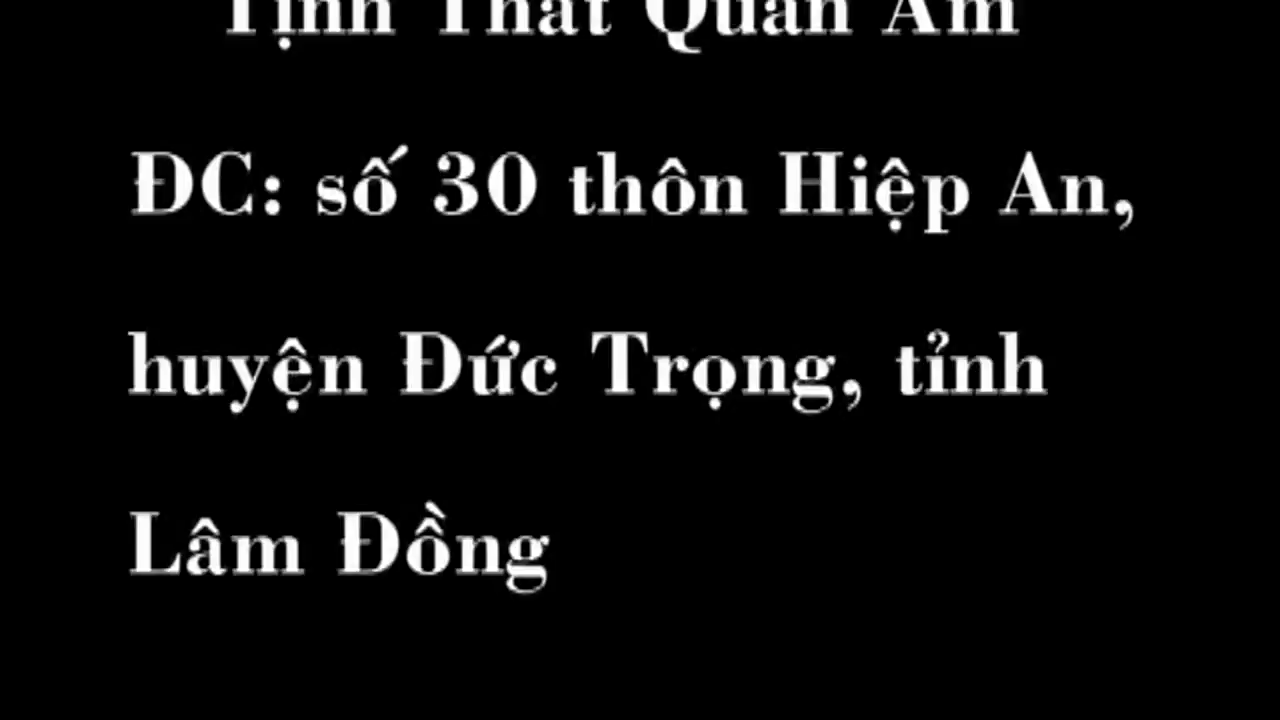 Tịnh Thất Quan Âm
ĐC: số 30 thôn Hiệp An,
huyện Đức Trọng, tỉnh
Lâm Đồng